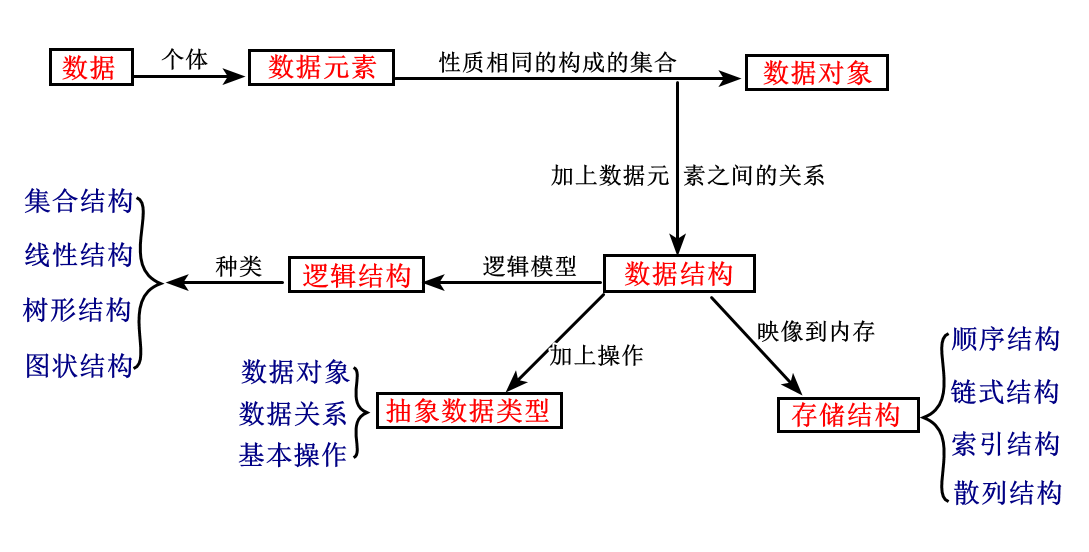 数据
个体
数据元素
性质相同的构成的集合
数据对象
加上数据元 素之间的关系
集合结构
线性结构
树形结构
图状结构
种类
逻辑结构
逻辑模型
数据结构
加上操作
映像到内存
数据对象
数据关系
基本操作
抽象数据类型
存储结构
顺序结构
链式结构
索引结构
散列结构